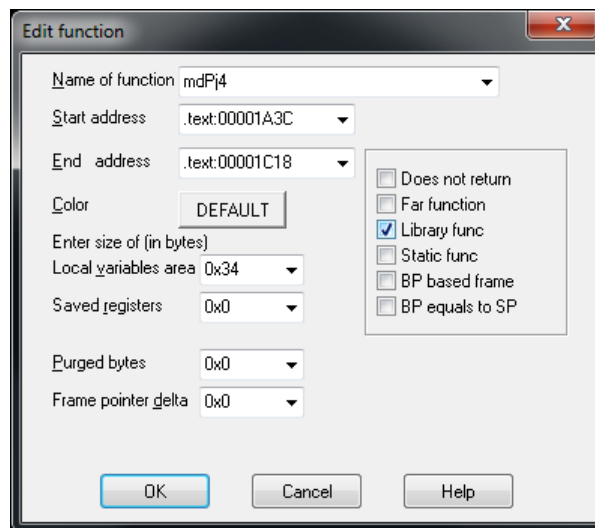 Edit function
Name of function mdPj4
Start address .text:00001A3C
End address .text:00001C18
Color DEFAULT
Enter size of (in bytes)
Local variables area 0x34
Saved registers 0x0
Purged bytes 0x0
Frame pointer delta 0x0
Does not return
Far function
Library func
Static func
BP based frame
BP equals to SP
OK Cancel Help